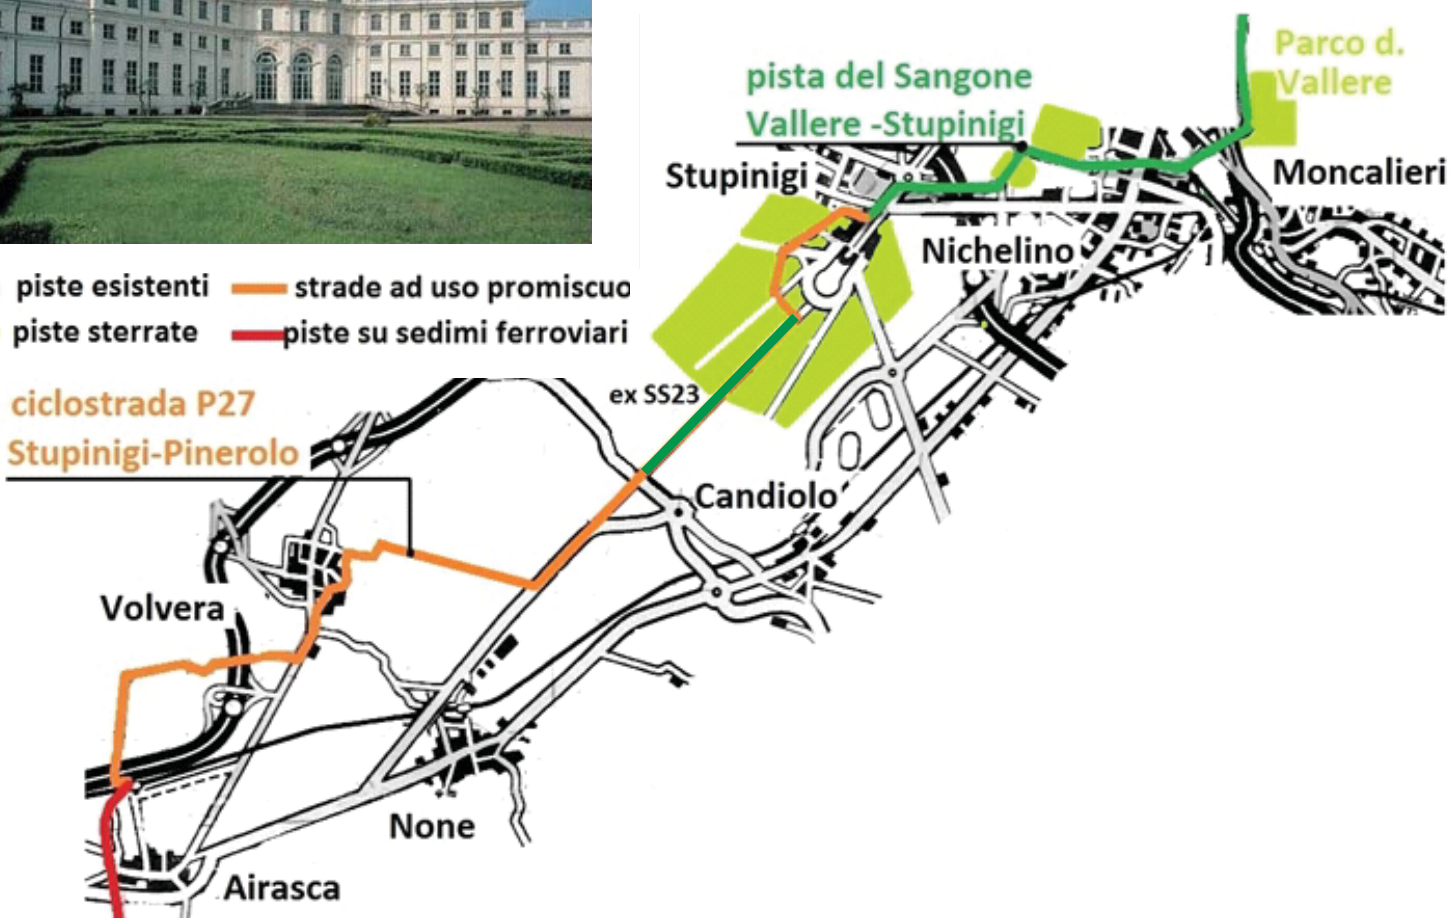 Parco d.
Vallere
pista del Sangone
Vallere -Stupinigi
Stupinigi
Moncalieri
Nichelino
piste esistenti
strade ad uso promiscuo
piste sterrate
piste su sedimi ferroviari
ex SS23
ciclostrada P27
Stupinigi-Pinerolo
Candiolo
Volvera
None
Airasca